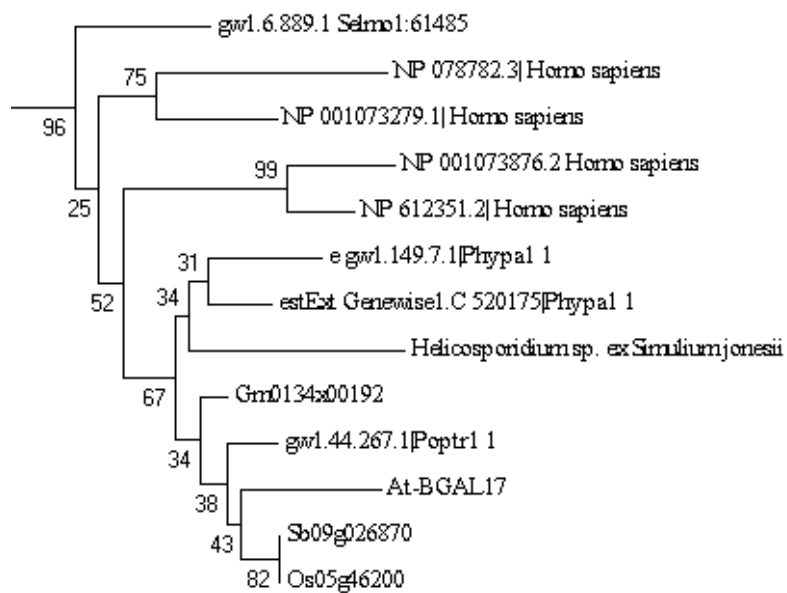 gw1.6.889.1 Selmo1:61485
75
NP 078782.3| Homo sapiens
96
NP 001073279.1| Homo sapiens
99
NP 001073876.2 Homo sapiens
25
NP 612351.2| Homo sapiens
31
e gw1.149.7.1|Phypa1 1
52
34
estExt Genewise1.C 520175|Phypa1 1
Helicosporidium sp. ex Simulium jonesii
67
Gm0134x00192
34
gw1.44.267.1|Poptr1 1
38
At-BGAL17
43
Sb09g026870
82
Os05g46200